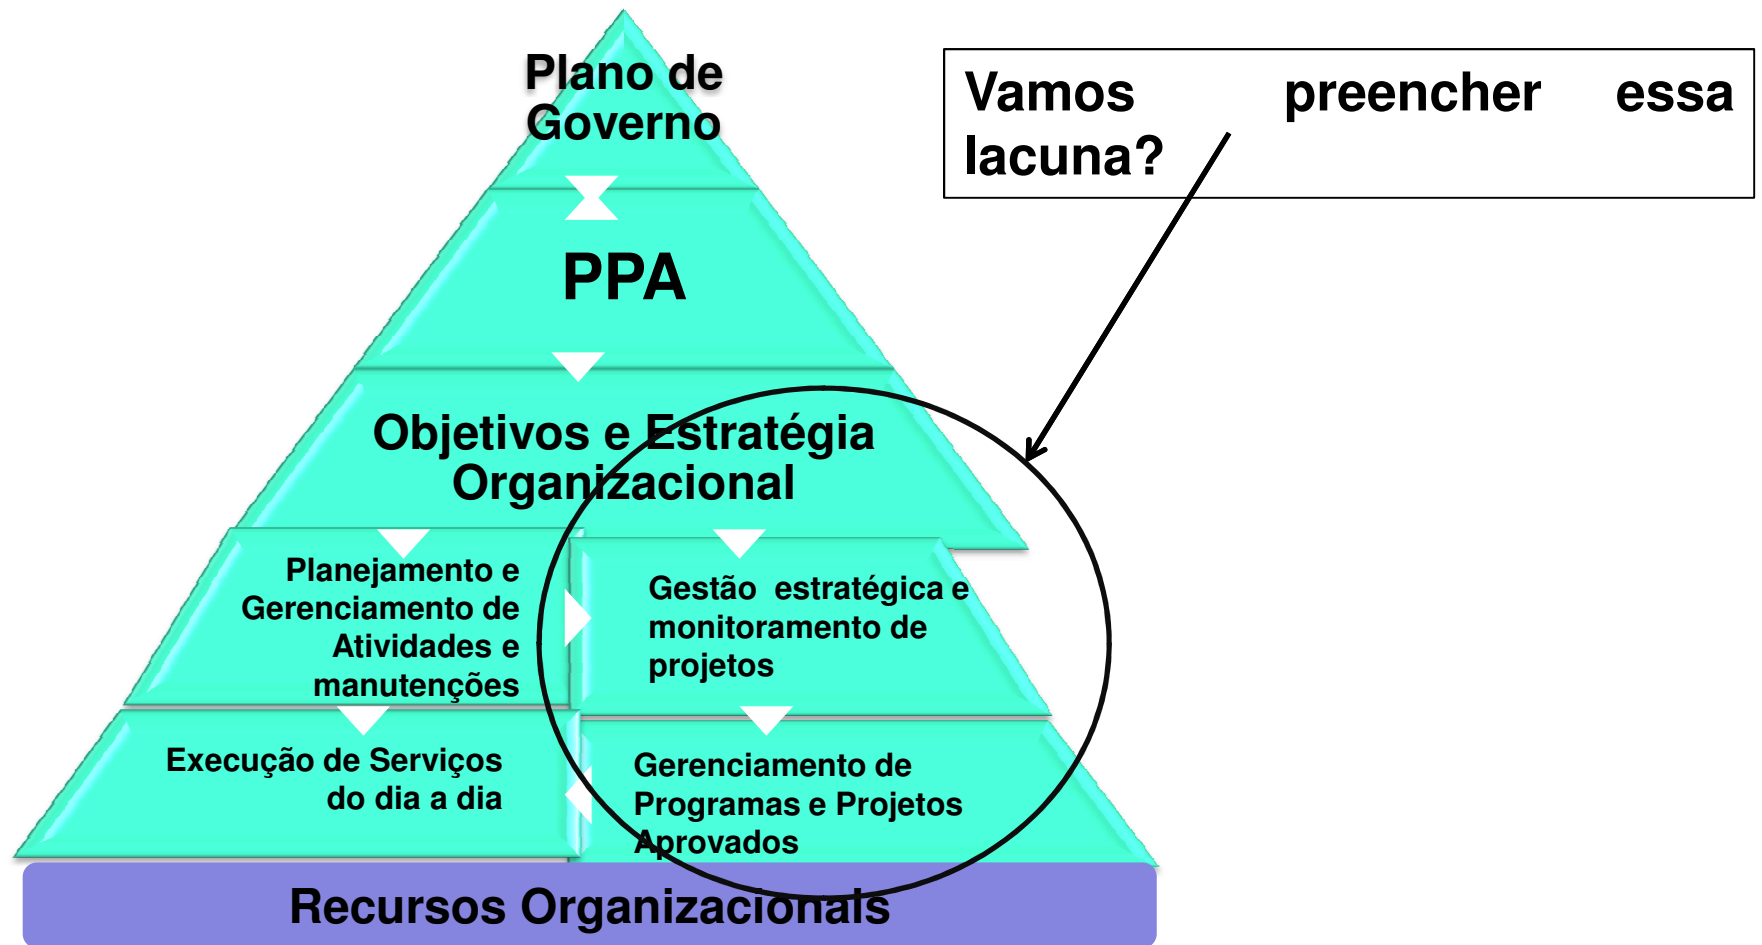 Plano de
Governo
Vamos preencher essa
lacuna?
PPA
Objetivos e Estratégia
Organizacional
Planejamento e
Gerenciamento de
Atividades e
manutenções
Gestão estratégica e
monitoramento de
projetos
Execução de Serviços
do dia a dia
Gerenciamento de
Programas e Projetos
Aprovados
Recursos Organizacionais